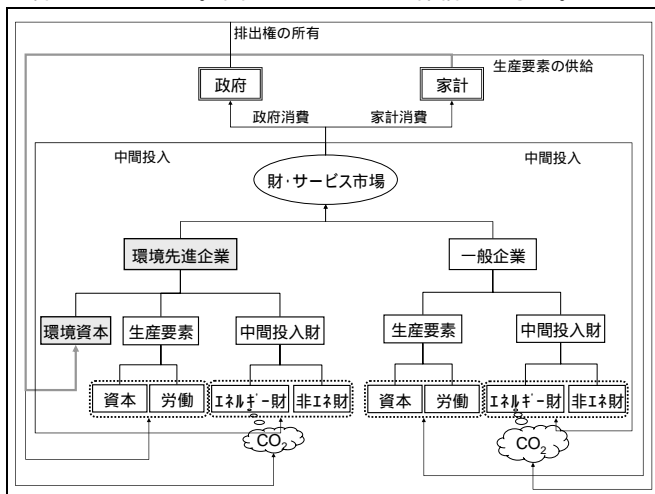 排出権の所有
生産要素の供給
政府
家計
政府消費
家計消費
中間投入
中間投入
財・サービス市場
環境先進企業
一般企業
環境資本
生産要素
中間投入財
生産要素
中間投入財
資本
労働
ｴﾈﾙｷﾞｰ財
非ｴﾈ財
資本
労働
ｴﾈﾙｷﾞｰ財
非ｴﾈ財
CO2
CO2